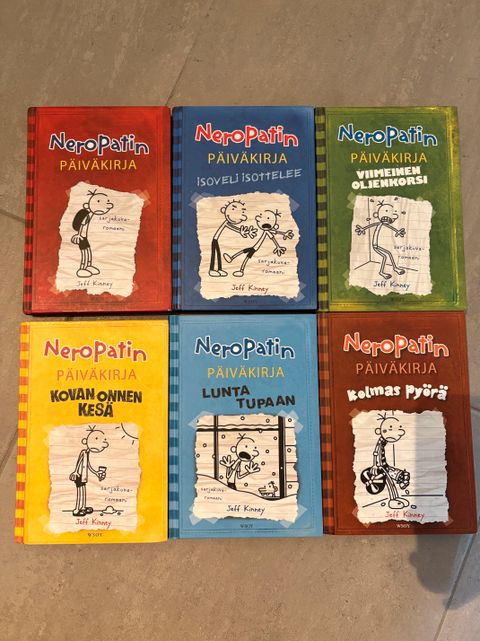 NeroPatin
PÄIVÄKIRJA
sarjakuva-
romaani
Jeff Kinney
NeroPatin
PÄIVÄKIRJA
ISOVELI ISOTTELEE
sarjakuva-
romaani
Jeff Kinney
WSOY
NeroPatin
PÄIVÄKIRJA
VIIMEINEN
OLJENKORSI
sarjakuva-
romaani
Jeff Kinney
WSOY
NeroPatin
PÄIVÄKIRJA
KOVAN ONNEN
KESÄ
sarjakuva-
romaani
Jeff Kinney
WSOY
NeroPatin
PÄIVÄKIRJA
LUNTA
TUPAAN
sarjakuva-
romaani
Jeff Kinney
WSOY
NeroPatin
PÄIVÄKIRJA
Kolmas pyörä
Jeff Kinney
WSOY